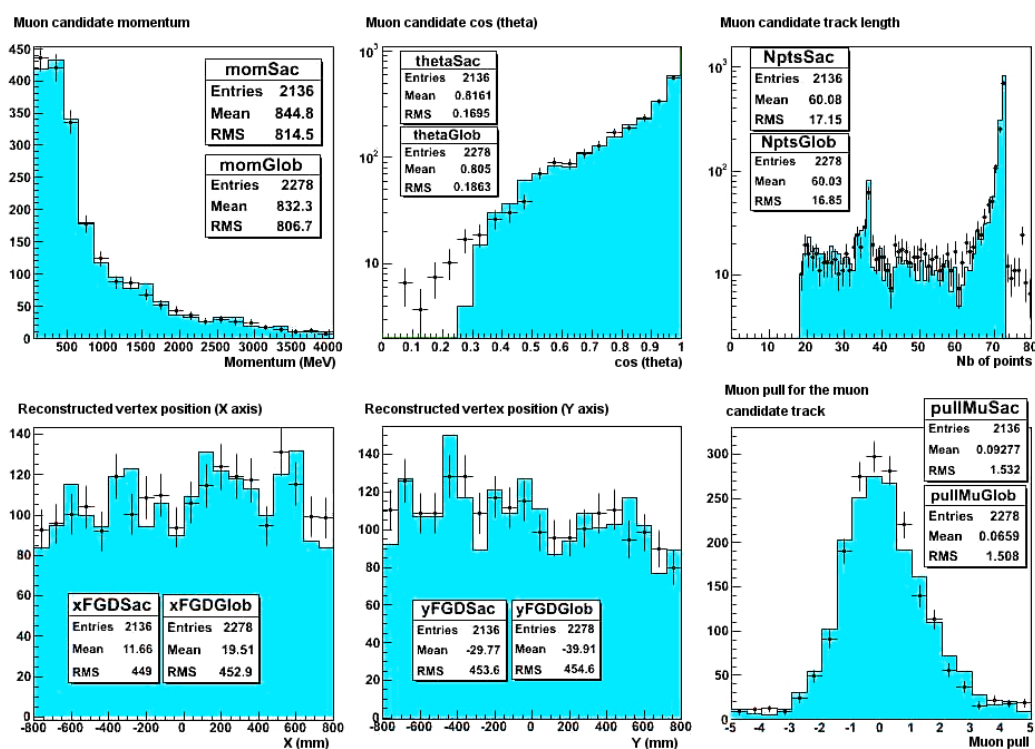 Muon candidate momentum
momSac
Entries 2136
Mean 844.8
RMS 814.5
momGlob
Entries 2278
Mean 832.3
RMS 806.7
450
400
350
300
250
200
150
100
50
0
500 1000 1500 2000 2500 3000 3500 4000
Momentum (MeV)
Muon candidate cos (theta)
thetaSac
Entries 2136
Mean 0.8161
RMS 0.1695
thetaGlob
Entries 2278
Mean 0.805
RMS 0.1863
10³
10²
10
0 0.1 0.2 0.3 0.4 0.5 0.6 0.7 0.8 0.9 1
cos (theta)
Muon candidate track length
NptsSac
Entries 2136
Mean 60.08
RMS 17.15
NptsGlob
Entries 2278
Mean 60.03
RMS 16.85
10³
10²
10
0 10 20 30 40 50 60 70 80
Nb of points
Reconstructed vertex position (X axis)
140
120
100
80
60
40
20
0
xFGDSac
Entries 2136
Mean 11.66
RMS 449
xFGDGlob
Entries 2278
Mean 19.51
RMS 452.9
-800 -600 -400 -200 0 200 400 600 800
X (mm)
Reconstructed vertex position (Y axis)
160
140
120
100
80
60
40
20
0
yFGDSac
Entries 2136
Mean -29.77
RMS 453.6
yFGDGlob
Entries 2278
Mean -39.91
RMS 454.6
-800 -600 -400 -200 0 200 400 600 800
Y (mm)
Muon pull for the muon
candidate track
pullMuSac
Entries 2136
Mean 0.09277
RMS 1.532
pullMuGlob
Entries 2278
Mean 0.0659
RMS 1.508
300
250
200
150
100
50
0
-5 -4 -3 -2 -1 0 1 2 3 4 5
Muon pull